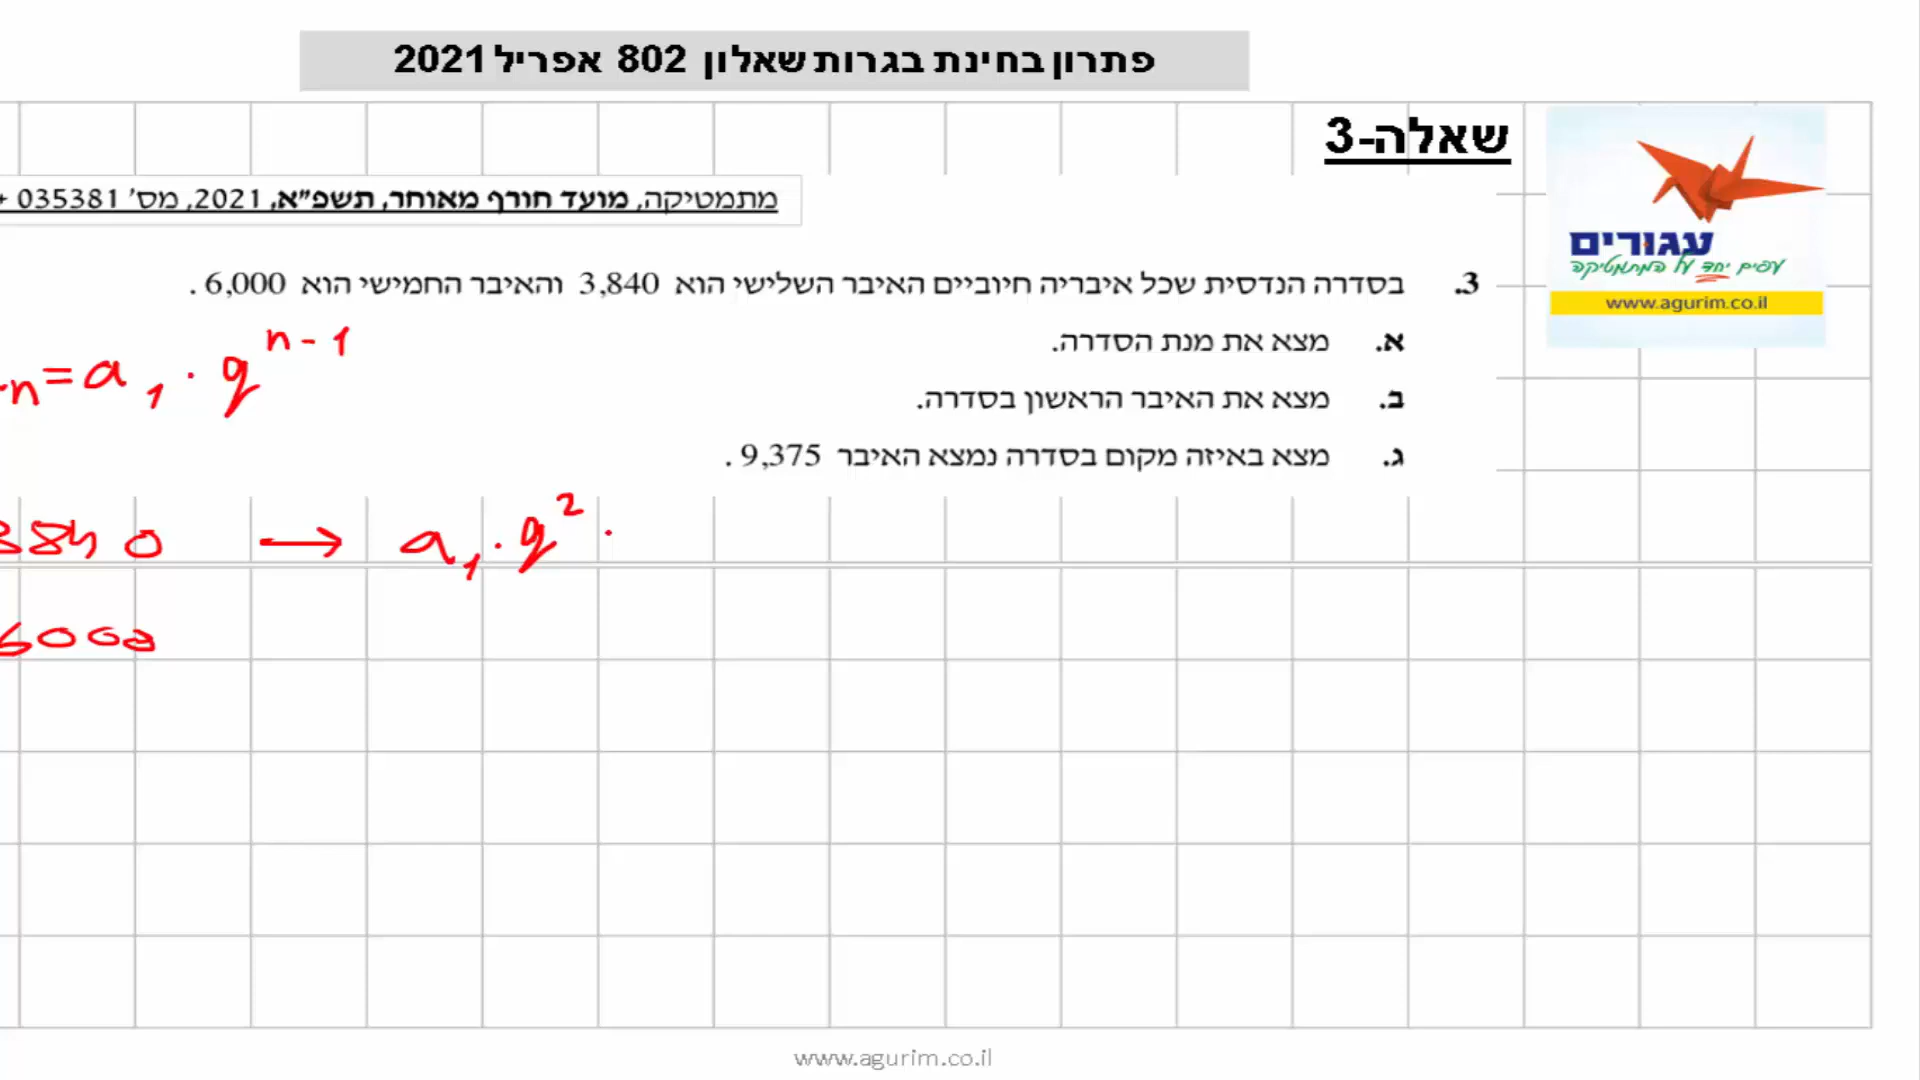 פתרון בחינת בגרות שאלון 802 אפריל 2021
שאלה-3
עגורים
עפים יחד על המתמטיקה
www.agurim.co.il
מתמטיקה, מועד חורף מאוחר, תשפ"א, 2021, מס' 035381 +
3. בסדרה הנדסית שכל איבריה חיוביים האיבר השלישי הוא 3,840 והאיבר החמישי הוא 6,000 .
א. מצא את מנת הסדרה.
n = a₁ · q^(n-1)
ב. מצא את האיבר הראשון בסדרה.
ג. מצא באיזה מקום בסדרה נמצא האיבר 9,375 .
3840 → a₁ · q² ·
6000
www.agurim.co.il